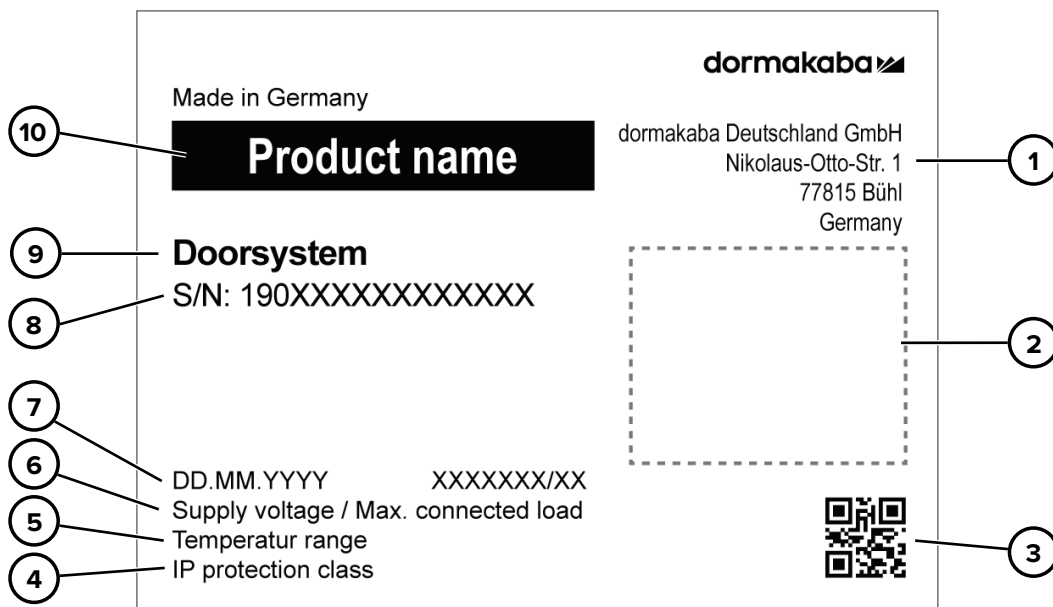 dormakaba
Made in Germany
10
Product name
dormakaba Deutschland GmbH
Nikolaus-Otto-Str. 1
77815 Bühl
Germany
1
9
Doorsystem
8
S/N: 190XXXXXXXXXXXX
2
7
DD.MM.YYYY XXXXXXX/XX
6
Supply voltage / Max. connected load
5
Temperatur range
4
IP protection class
3